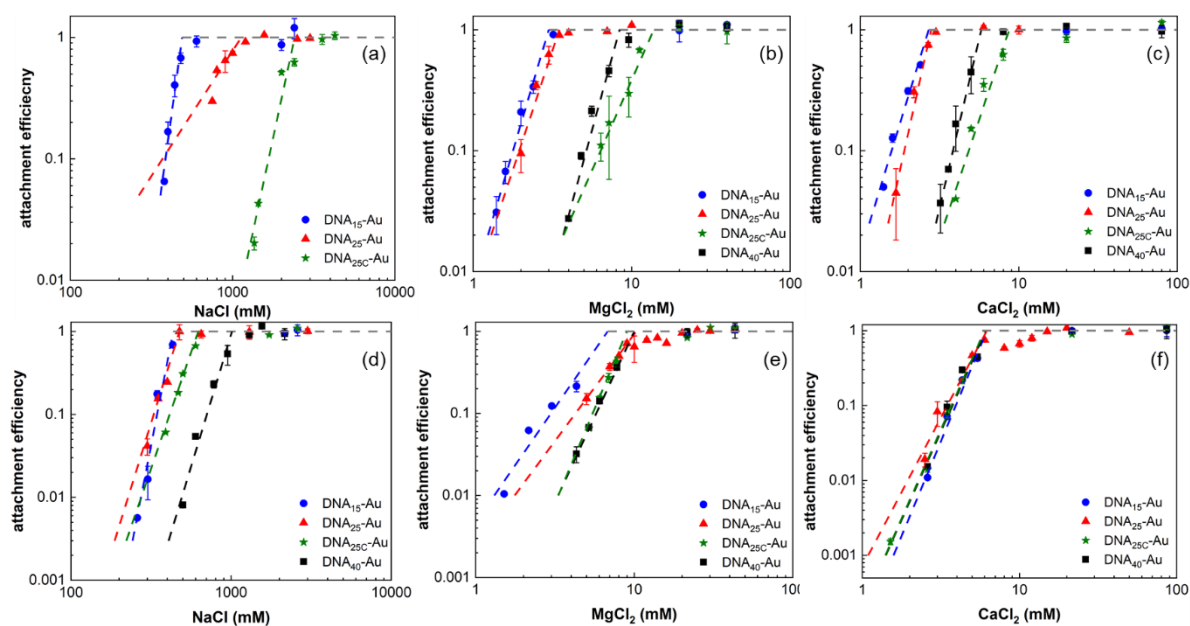 attachment efficiecny
1
0.1
0.01
(a)
DNA15-Au
DNA25-Au
DNA25C-Au
100
1000
10000
NaCl (mM)
attachment efficiency
1
0.1
0.01
(b)
DNA15-Au
DNA25-Au
DNA25C-Au
DNA40-Au
1
10
100
MgCl2 (mM)
attachment efficiency
1
0.1
0.01
(c)
DNA15-Au
DNA25-Au
DNA25C-Au
DNA40-Au
1
10
100
CaCl2 (mM)
attachment efficiency
1
0.1
0.01
0.001
(d)
DNA15-Au
DNA25-Au
DNA25C-Au
DNA40-Au
100
1000
10000
NaCl (mM)
attachment efficiency
1
0.1
0.01
0.001
(e)
DNA15-Au
DNA25-Au
DNA25C-Au
DNA40-Au
1
10
100
MgCl2 (mM)
attachment efficiency
1
0.1
0.01
0.001
(f)
DNA15-Au
DNA25-Au
DNA25C-Au
DNA40-Au
1
10
100
CaCl2 (mM)